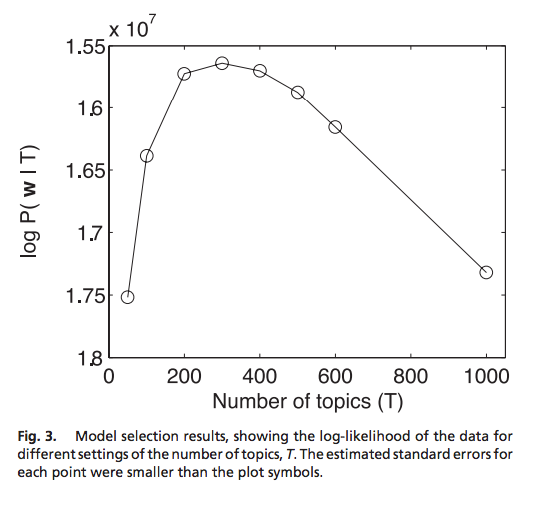 x 10⁷
1.55
1.6
1.65
1.7
1.75
1.8
log P( w | T)
0 200 400 600 800 1000
Number of topics (T)
Fig. 3. Model selection results, showing the log-likelihood of the data for
different settings of the number of topics, T. The estimated standard errors for
each point were smaller than the plot symbols.